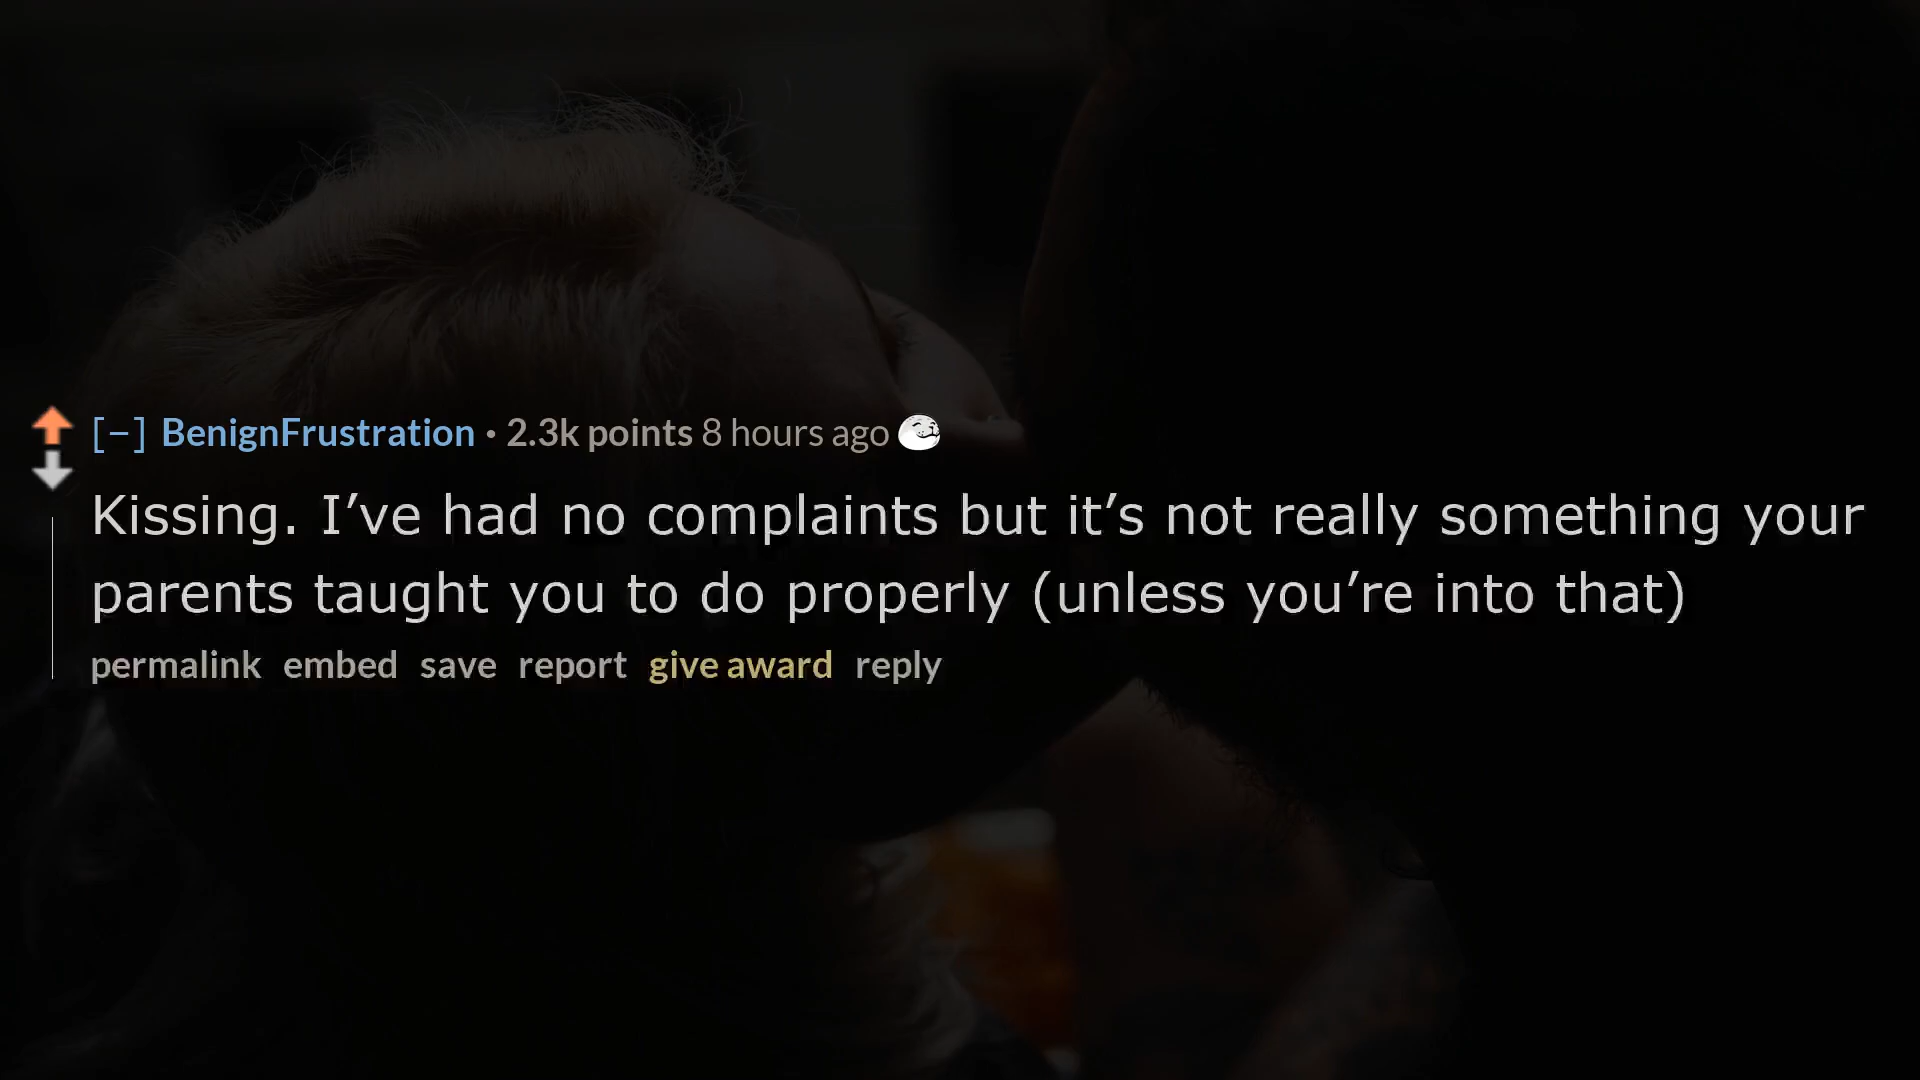 [–] BenignFrustration • 2.3k points 8 hours ago
Kissing. I’ve had no complaints but it’s not really something your
parents taught you to do properly (unless you’re into that)
permalink embed save report give award reply